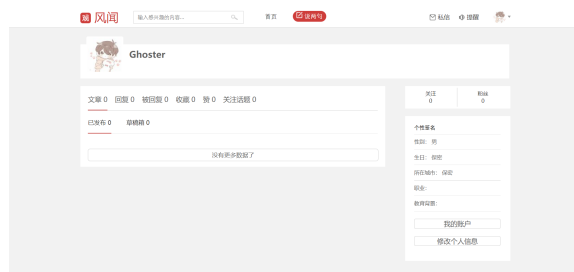 观 风闻 输入感兴趣的内容... 首页 说两句 私信 提醒
Ghoster
文章 0 回复 0 被回复 0 收藏 0 赞 0 关注话题 0
已发布 0 草稿箱 0
没有更多数据了
关注 粉丝
0 0
个性签名
性别: 男
生日: 保密
所在城市: 保密
职业:
教育背景:
我的账户
修改个人信息